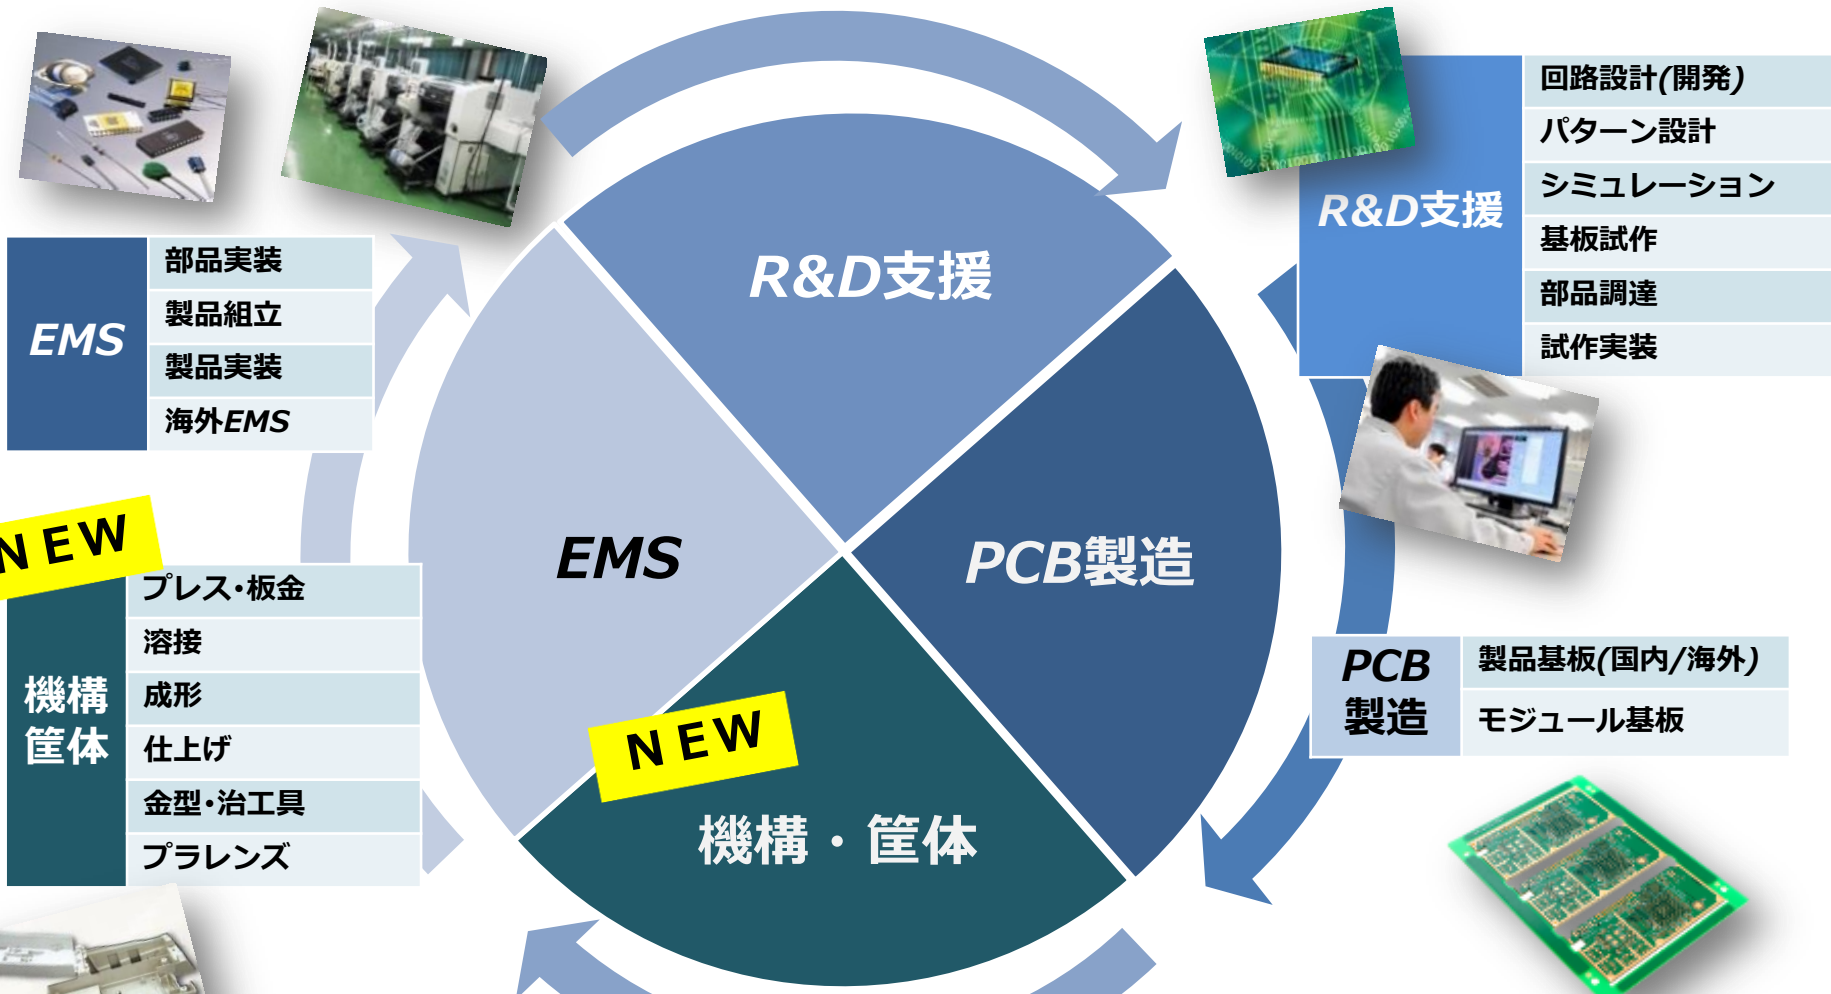 R&D支援
PCB製造
EMS
NEW
機構・筐体
EMS
部品実装
製品組立
製品実装
海外EMS
NEW
機構
筐体
プレス・板金
溶接
成形
仕上げ
金型・治工具
プラレンズ
R&D支援
回路設計(開発)
パターン設計
シミュレーション
基板試作
部品調達
試作実装
PCB
製造
製品基板(国内/海外)
モジュール基板